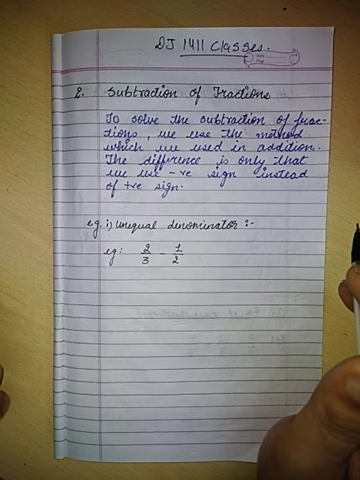 DJ 1411 Classes.
2. Subtraction of Fractions
To solve the subtraction of frac-
tions, we use the method
which we used in addition.
The difference is only that
we use -ve sign instead
of +ve sign.
eg. i) Unequal denominator :-
eg: 2/3 - 1/2